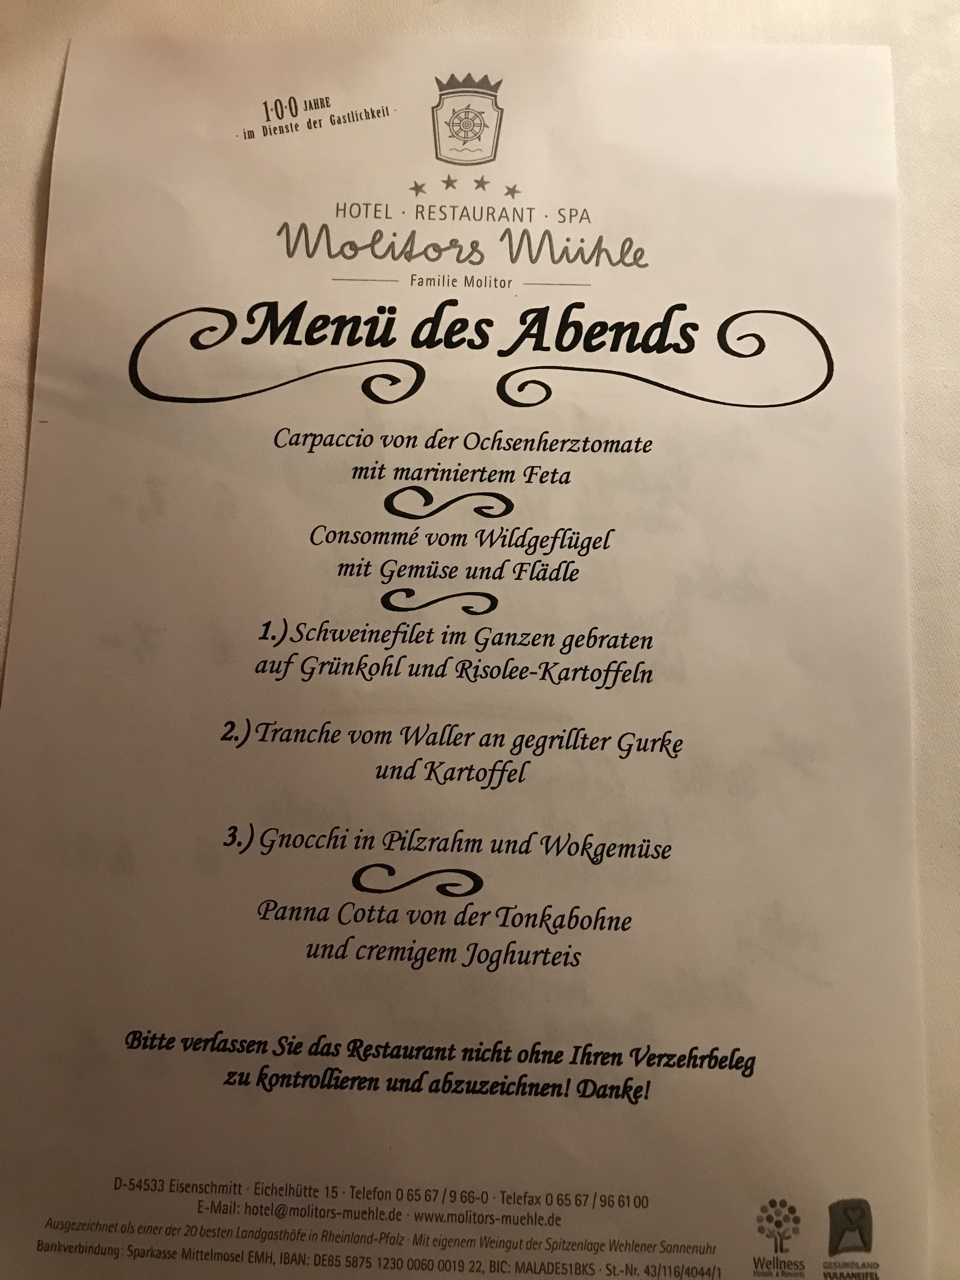 1·0·0 JAHRE
· im Dienste der Gastlichkeit ·
HOTEL · RESTAURANT · SPA
Molitors Mühle
Familie Molitor
Menü des Abends
Carpaccio von der Ochsenherztomate
mit mariniertem Feta
Consommé vom Wildgeflügel
mit Gemüse und Flädle
1.) Schweinefilet im Ganzen gebraten
auf Grünkohl und Risolee-Kartoffeln
2.) Tranche vom Waller an gegrillter Gurke
und Kartoffel
3.) Gnocchi in Pilzrahm und Wokgemüse
Panna Cotta von der Tonkabohne
und cremigem Joghurteis
Bitte verlassen Sie das Restaurant nicht ohne Ihren Verzehrbeleg
zu kontrollieren und abzuzeichnen! Danke!
D-54533 Eisenschmitt · Eichelhütte 15 · Telefon 0 65 67 / 9 66-0 · Telefax 0 65 67 / 96 61 00
E-Mail: hotel@molitors-muehle.de · www.molitors-muehle.de
Ausgezeichnet als einer der 20 besten Landgasthöfe in Rheinland-Pfalz · Mit eigenem Weingut der Spitzenlage Wehlener Sonnenuhr
Bankverbindung: Sparkasse Mittelmosel EMH, IBAN: DE85 5875 1230 0060 0019 22, BIC: MALADE51BKS · St.-Nr. 43/116/4044/1
Wellness
Hotels & Resorts
GESUNDLAND
VULKANEIFEL